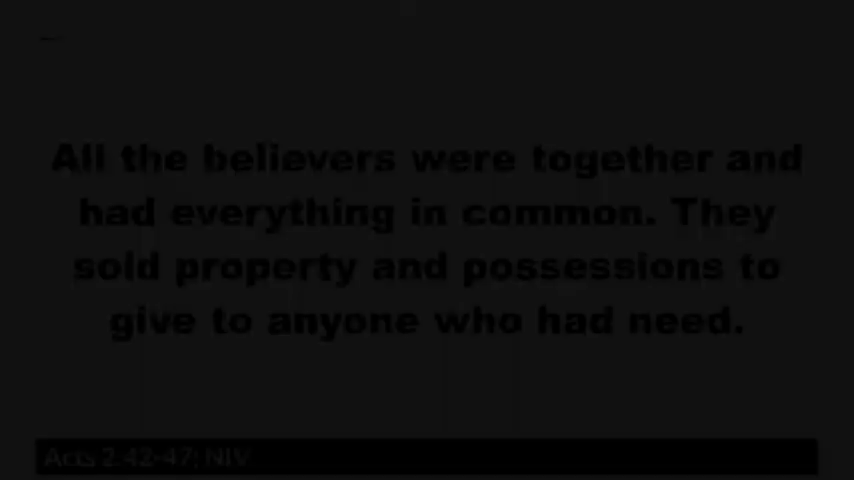 All the believers were together and
had everything in common. They
sold property and possessions to
give to anyone who had need.
Acts 2:42-47; NIV